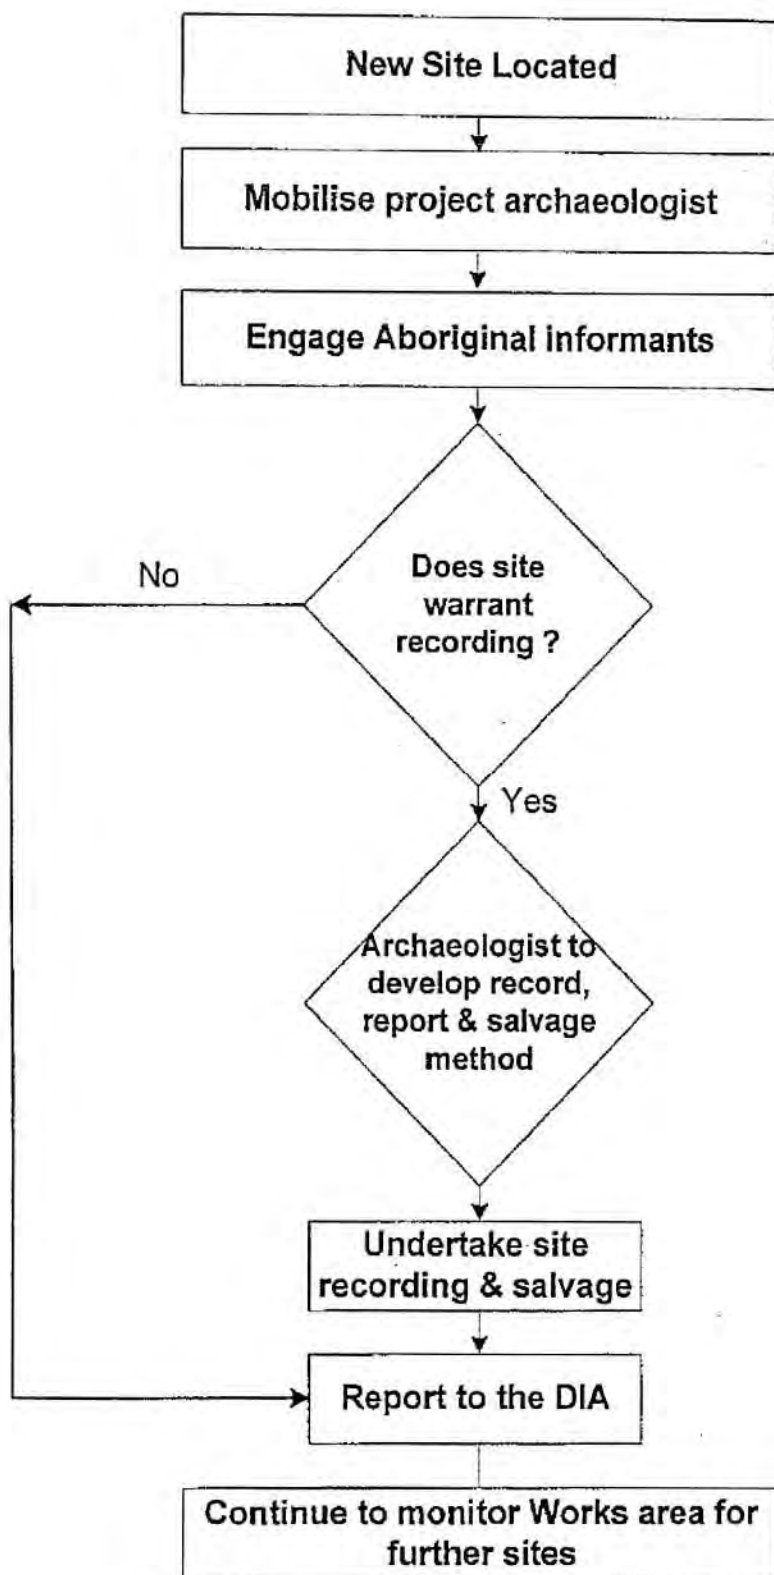 New Site Located
Mobilise project archaeologist
Engage Aboriginal informants
Does site
warrant
recording ?
No
Yes
Archaeologist to
develop record,
report & salvage
method
Undertake site
recording & salvage
Report to the DIA
Continue to monitor Works area for
further sites